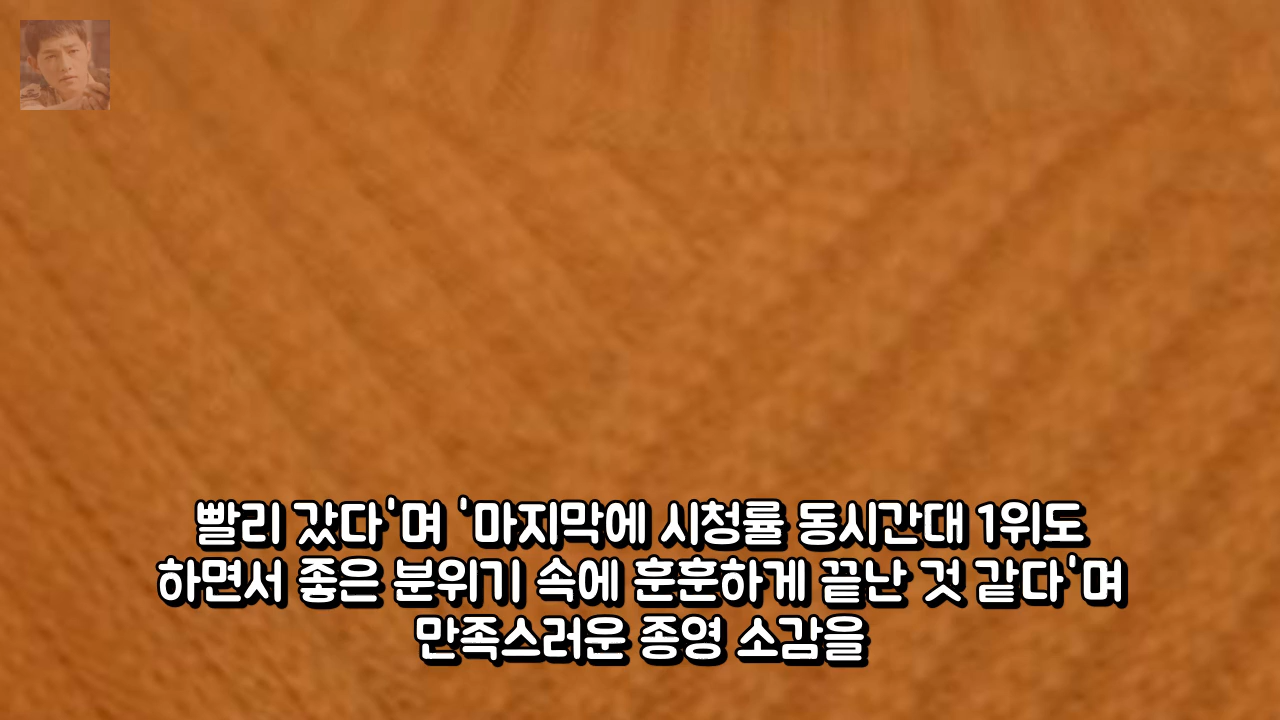 빨리 갔다'며 '마지막에 시청률 동시간대 1위도
하면서 좋은 분위기 속에 훈훈하게 끝난 것 같다'며
만족스러운 종영 소감을